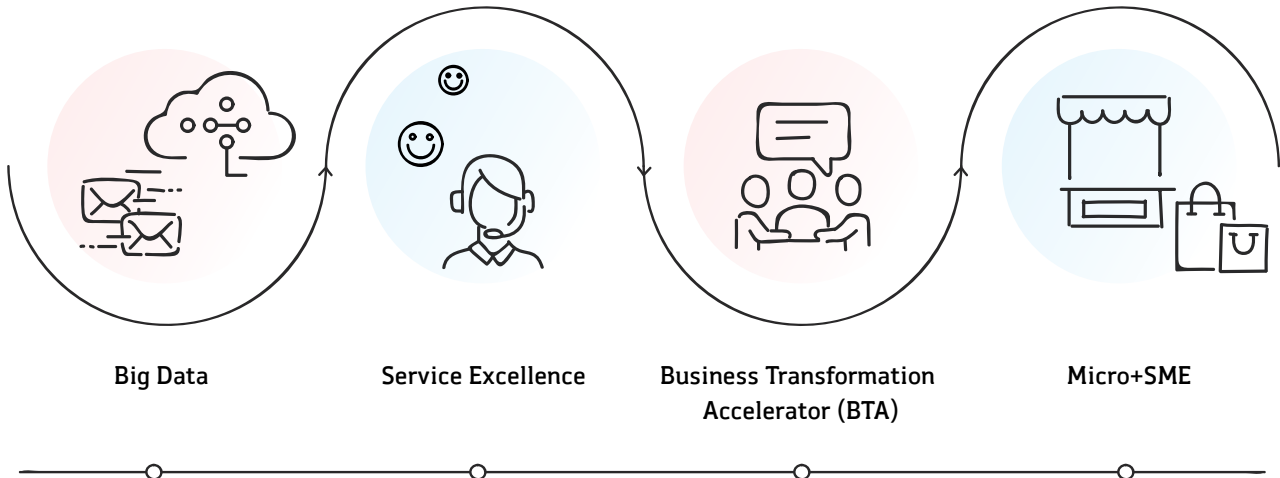 Big Data
Service Excellence
Business Transformation
Accelerator (BTA)
Micro+SME